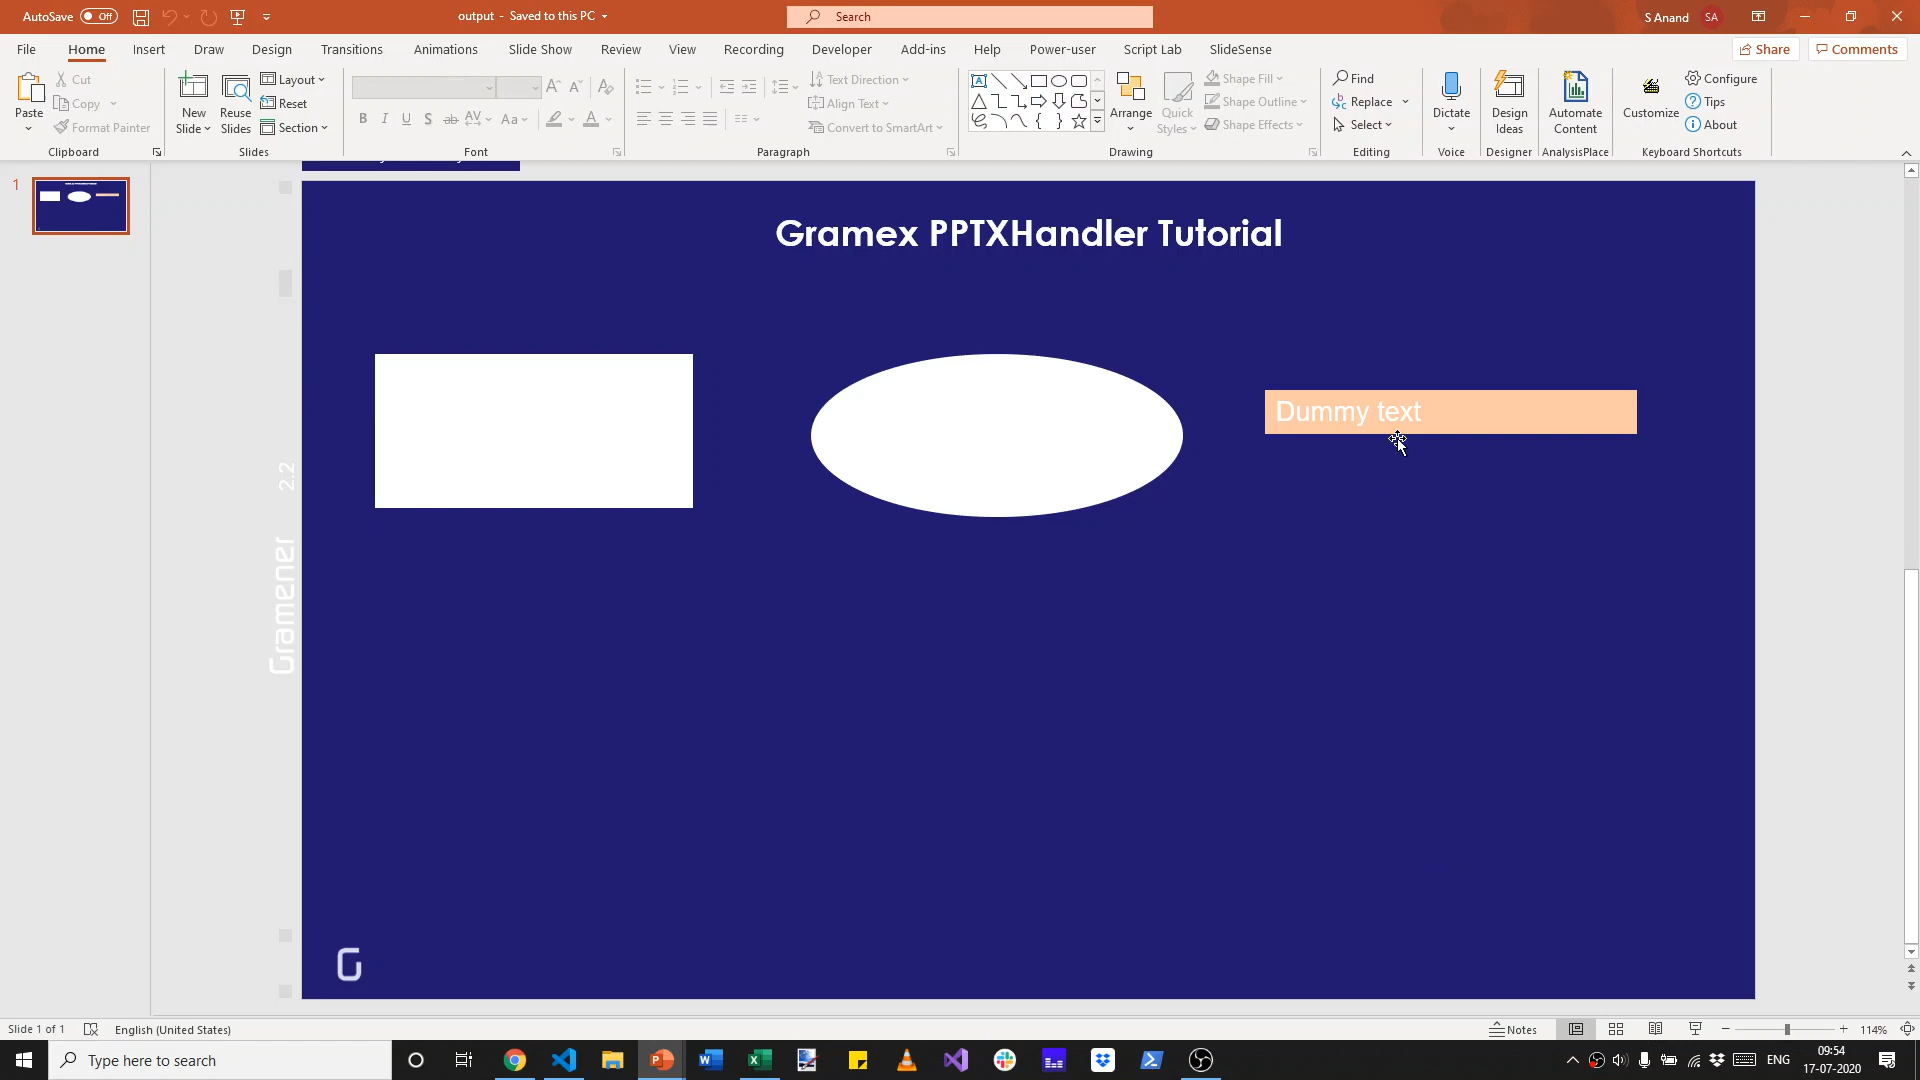 AutoSave Off
output - Saved to this PC
Search
S Anand SA
File Home Insert Draw Design Transitions Animations Slide Show Review View Recording Developer Add-ins Help Power-user Script Lab SlideSense Share Comments
Paste
Cut
Copy
Format Painter
Clipboard
New Slide
Reuse Slides
Layout
Reset
Section
Slides
B I U S ab AV Aa A
Font
Text Direction
Align Text
Convert to SmartArt
Paragraph
Arrange
Quick Styles
Shape Fill
Shape Outline
Shape Effects
Drawing
Find
Replace
Select
Editing
Dictate
Voice
Design Ideas
Designer
Automate Content
AnalysisPlace
Customize
Configure
Tips
About
Keyboard Shortcuts
1
Gramex PPTXHandler Tutorial
Dummy text
Gramener 2.2
Slide 1 of 1 English (United States) Notes 114%
Type here to search
ENG
09:54
17-07-2020